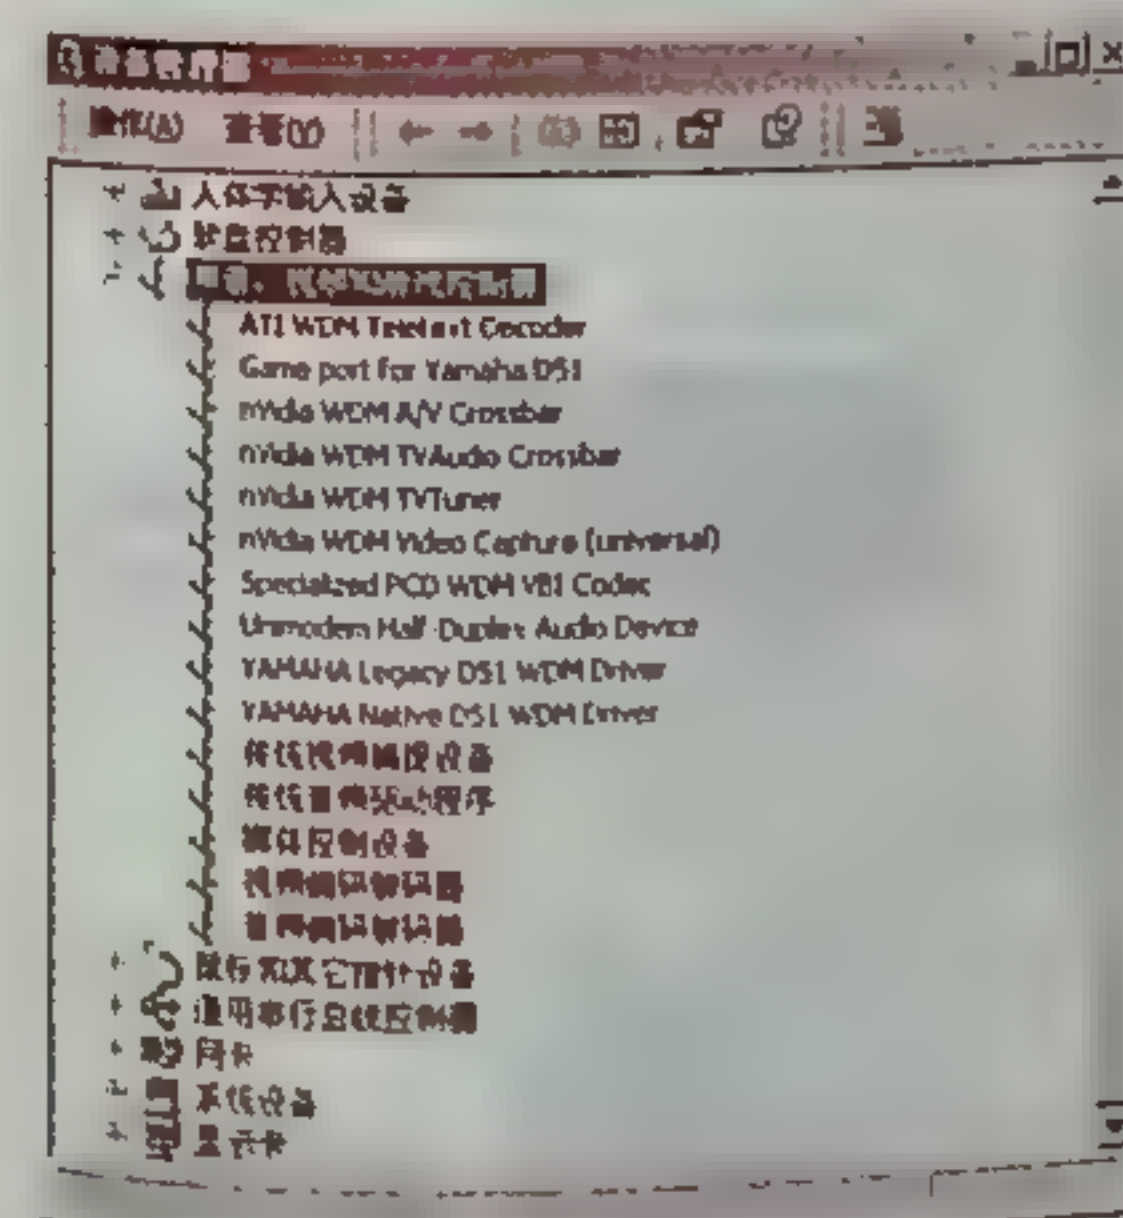 设备管理器
操作(A) 查看(V)
人体学输入设备
软盘控制器
声音、视频和游戏控制器
ATI WDM Teletext Decoder
Game port for Yamaha DS1
nVidia WDM A/V Crossbar
nVidia WDM TVAudio Crossbar
nVidia WDM TVTuner
nVidia WDM Video Capture (universal)
Specialized PCD WDM VBI Codec
Unimodem Half-Duplex Audio Device
YAMAHA Legacy DS1 WDM Driver
YAMAHA Native DS1 WDM Driver
传统视频捕捉设备
传统音频驱动程序
媒体控制设备
视频编码解码器
音频编码解码器
鼠标和其它指针设备
通用串行总线控制器
网卡
系统设备
显示卡